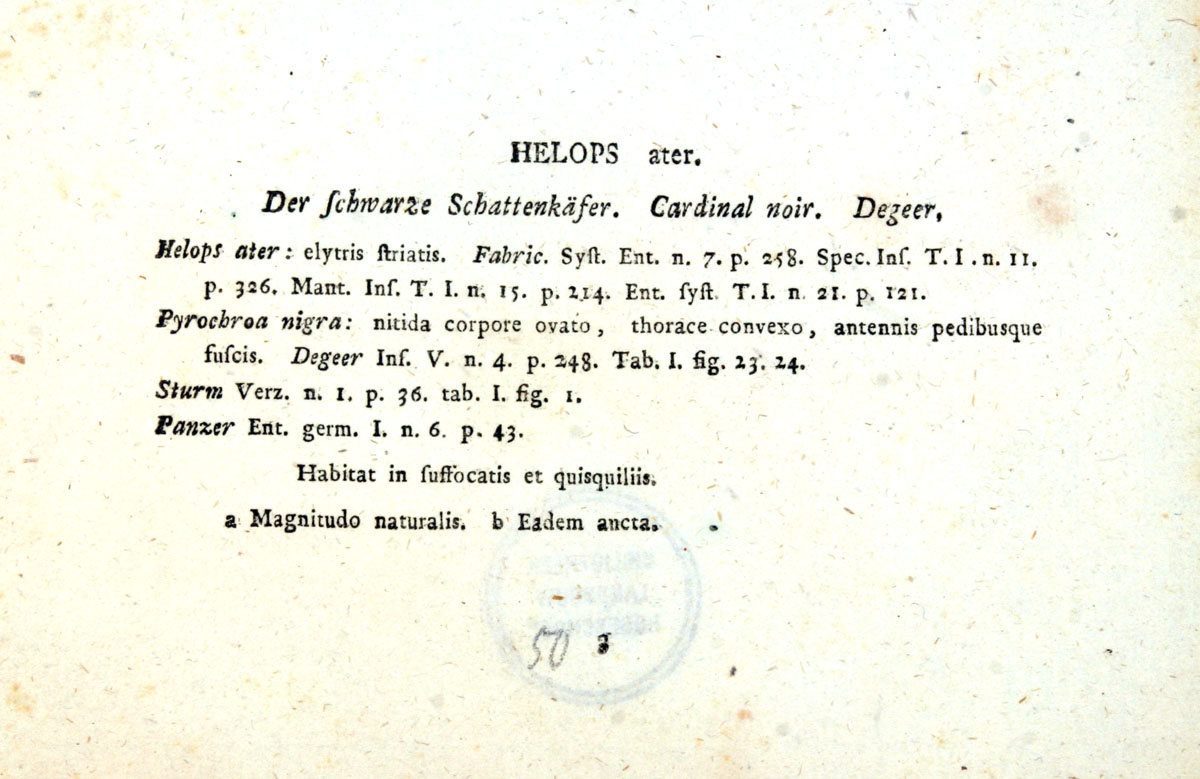 HELOPS ater.
Der ſchwarze Schattenkäfer. Cardinal noir. Degeer.
Helops ater: elytris ſtriatis. Fabric. Syſt. Ent. n. 7. p. 258. Spec. Inſ. T. I. n. 11.
p. 326. Mant. Inſ. T. I. n. 15. p. 214. Ent. ſyſt. T. I. n. 21. p. 121.
Pyrochroa nigra: nitida corpore ovato, thorace convexo, antennis pedibusque
fuſcis. Degeer Inſ. V. n. 4. p. 248. Tab. I. fig. 23. 24.
Sturm Verz. n. 1. p. 36. tab. I. fig. 1.
Panzer Ent. germ. I. n. 6. p. 43.
Habitat in ſuffocatis et quisquiliis.
a Magnitudo naturalis. b Eadem aucta.
50 3